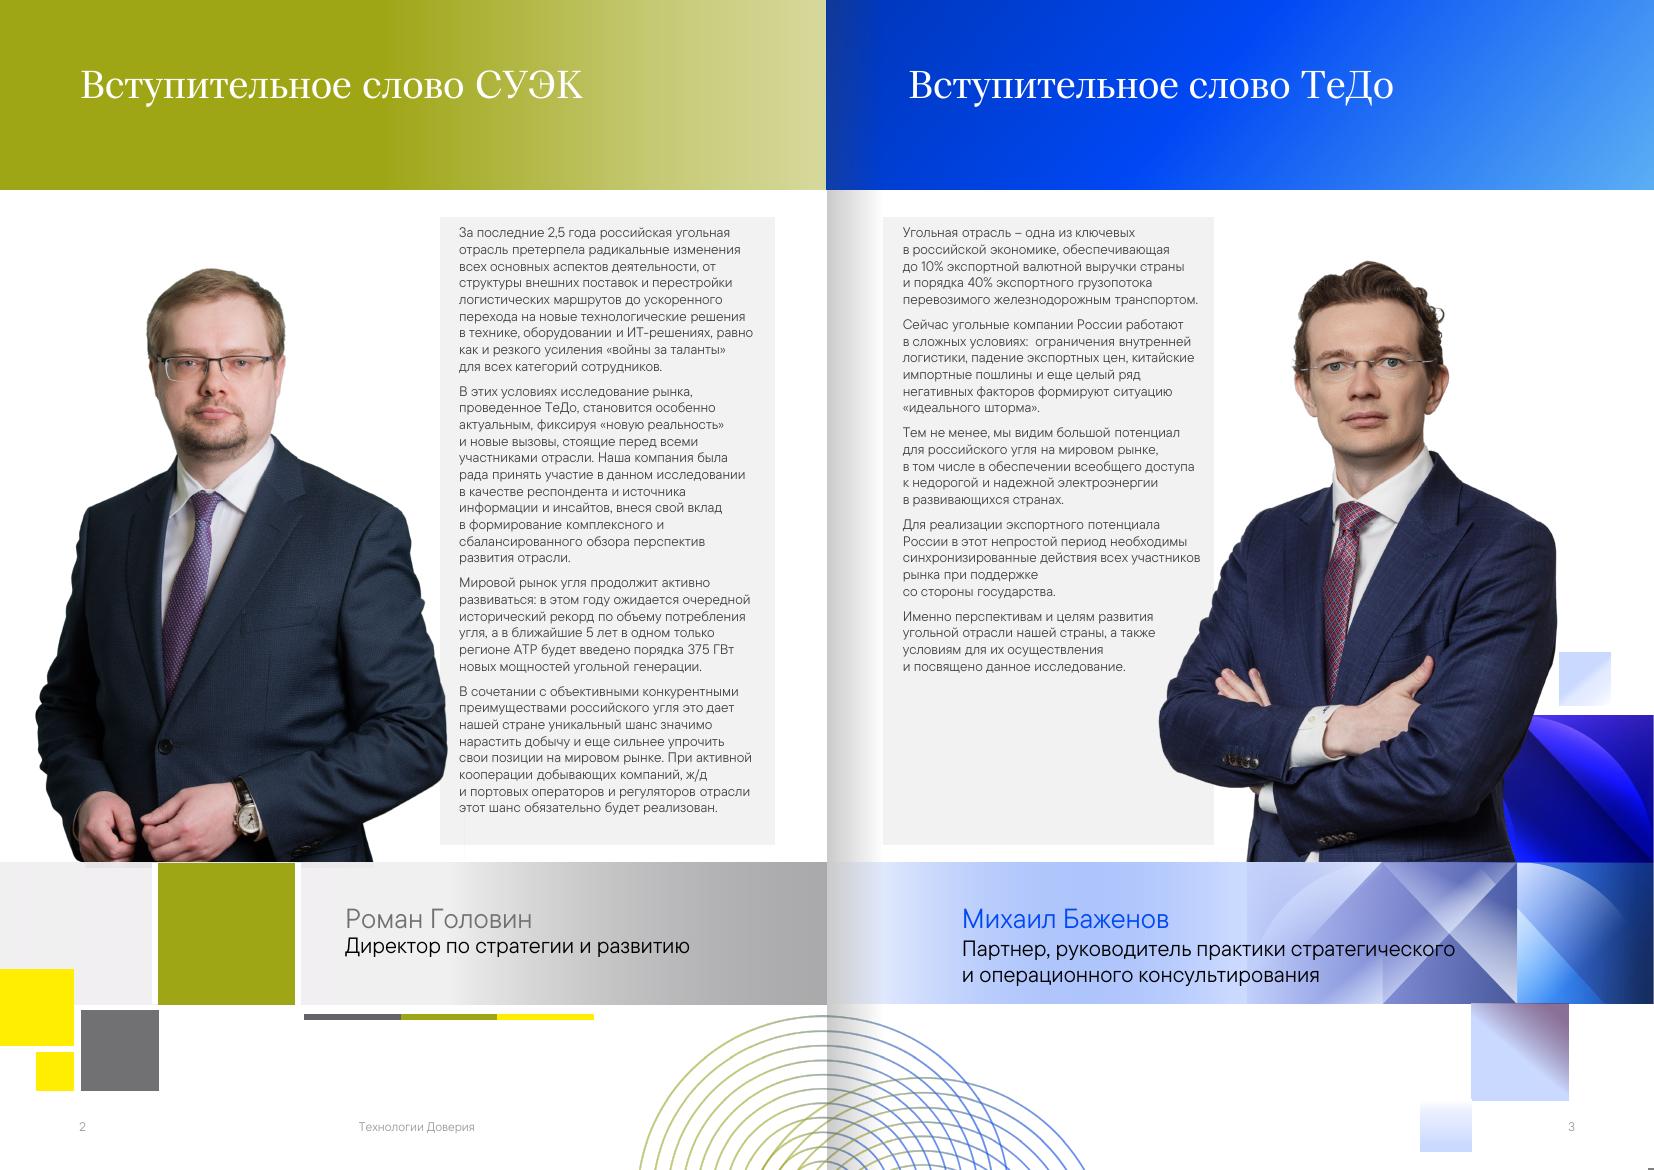 Вступительное слово СУЭК
За последние 2,5 года российская угольная
отрасль претерпела радикальные изменения
всех основных аспектов деятельности, от
структуры внешних поставок и перестройки
логистических маршрутов до ускоренного
перехода на новые технологические решения
в технике, оборудовании и ИТ-решениях, равно
как и резкого усиления «войны за таланты»
для всех категорий сотрудников.
В этих условиях исследование рынка,
проведенное ТеДо, становится особенно
актуальным, фиксируя «новую реальность»
и новые вызовы, стоящие перед всеми
участниками отрасли. Наша компания была
рада принять участие в данном исследовании
в качестве респондента и источника
информации и инсайтов, внеся свой вклад
в формирование комплексного и
сбалансированного обзора перспектив
развития отрасли.
Мировой рынок угля продолжит активно
развиваться: в этом году ожидается очередной
исторический рекорд по объему потребления
угля, а в ближайшие 5 лет в одном только
регионе АТР будет введено порядка 375 ГВт
новых мощностей угольной генерации.
В сочетании с объективными конкурентными
преимуществами российского угля это дает
нашей стране уникальный шанс значимо
нарастить добычу и еще сильнее упрочить
свои позиции на мировом рынке. При активной
кооперации добывающих компаний, ж/д
и портовых операторов и регуляторов отрасли
этот шанс обязательно будет реализован.
Роман Головин
Директор по стратегии и развитию
2
Технологии Доверия
Вступительное слово ТеДо
Угольная отрасль – одна из ключевых
в российской экономике, обеспечивающая
до 10% экспортной валютной выручки страны
и порядка 40% экспортного грузопотока
перевозимого железнодорожным транспортом.
Сейчас угольные компании России работают
в сложных условиях: ограничения внутренней
логистики, падение экспортных цен, китайские
импортные пошлины и еще целый ряд
негативных факторов формируют ситуацию
«идеального шторма».
Тем не менее, мы видим большой потенциал
для российского угля на мировом рынке,
в том числе в обеспечении всеобщего доступа
к недорогой и надежной электроэнергии
в развивающихся странах.
Для реализации экспортного потенциала
России в этот непростой период необходимы
синхронизированные действия всех участников
рынка при поддержке
со стороны государства.
Именно перспективам и целям развития
угольной отрасли нашей страны, а также
условиям для их осуществления
и посвящено данное исследование.
Михаил Баженов
Партнер, руководитель практики стратегического
и операционного консультирования
3